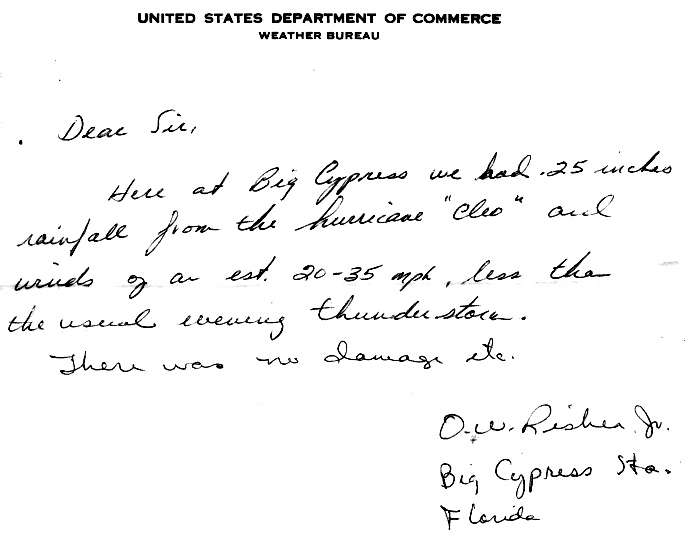 UNITED STATES DEPARTMENT OF COMMERCE
WEATHER BUREAU
Dear Sir,
Here at Big Cypress we had .25 inches
rainfall from the hurricane "Cleo" and
winds of an est. 20-35 mph, less than
the usual evening thunderstorm.
There was no damage etc.
O.W. Risher Jr.
Big Cypress Sta.
Florida